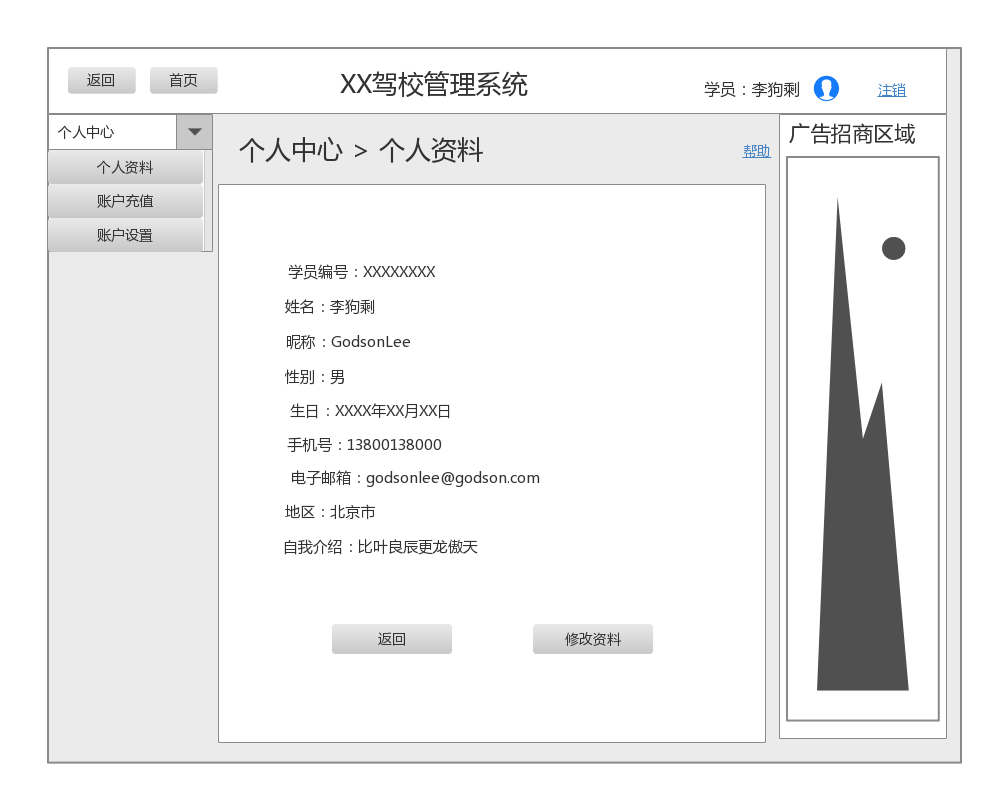 返回
首页
XX驾校管理系统
学员：李狗剩
注销
个人中心
个人资料
账户充值
账户设置
个人中心 > 个人资料
帮助
学员编号：XXXXXXXX
姓名：李狗剩
昵称：GodsonLee
性别：男
生日：XXXX年XX月XX日
手机号：13800138000
电子邮箱：godsonlee@godson.com
地区：北京市
自我介绍：比叶良辰更龙傲天
返回
修改资料
广告招商区域